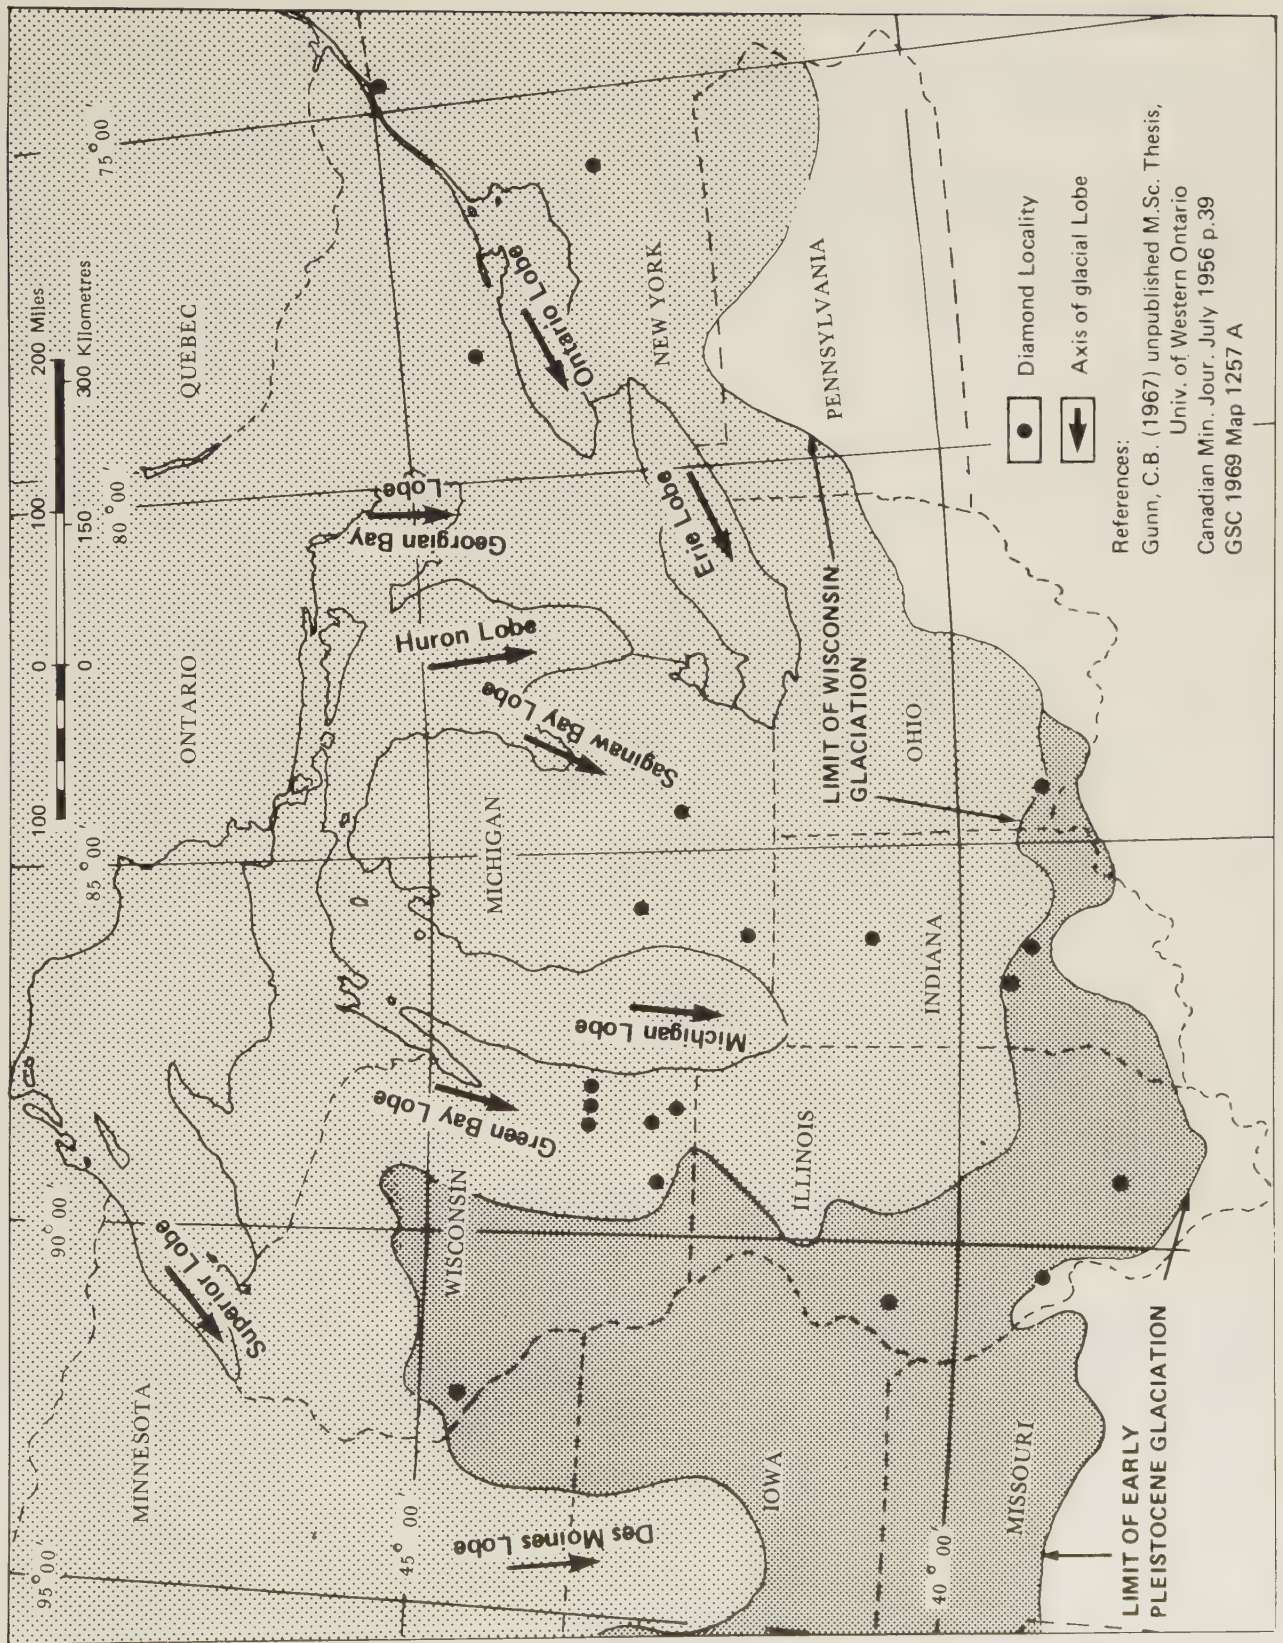 100 0 100 200 Miles
0 150 300 Kilometres
95°00′
90°00′
85°00′
80°00′
75°00′
45°00′
40°00′
MINNESOTA
ONTARIO
QUEBEC
WISCONSIN
MICHIGAN
NEW YORK
PENNSYLVANIA
IOWA
ILLINOIS
INDIANA
OHIO
MISSOURI
Superior Lobe
Des Moines Lobe
Green Bay Lobe
Michigan Lobe
Saginaw Bay Lobe
Huron Lobe
Georgian Bay
Lobe
Erie Lobe
Ontario Lobe
LIMIT OF WISCONSIN
GLACIATION
LIMIT OF EARLY
PLEISTOCENE GLACIATION
Diamond Locality
Axis of glacial Lobe
References:
Gunn, C.B. (1967) unpublished M.Sc. Thesis,
Univ. of Western Ontario
Canadian Min. Jour. July 1956 p.39
GSC 1969 Map 1257 A